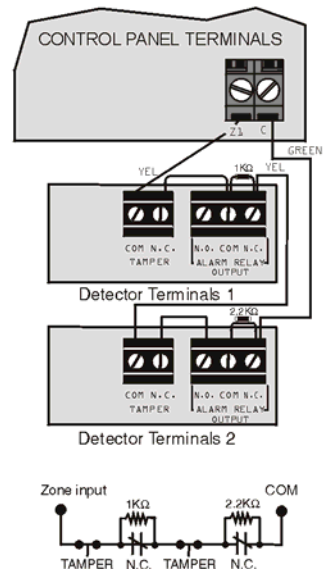 CONTROL PANEL TERMINALS
Z1 C
GREEN
YEL 1KΩ YEL
COM N.C. N.O. COM N.C.
TAMPER ALARM RELAY
OUTPUT
Detector Terminals 1
2.2KΩ
COM N.C. N.O. COM N.C.
TAMPER ALARM RELAY
OUTPUT
Detector Terminals 2
Zone input COM
1KΩ 2.2KΩ
TAMPER N.C. TAMPER N.C.